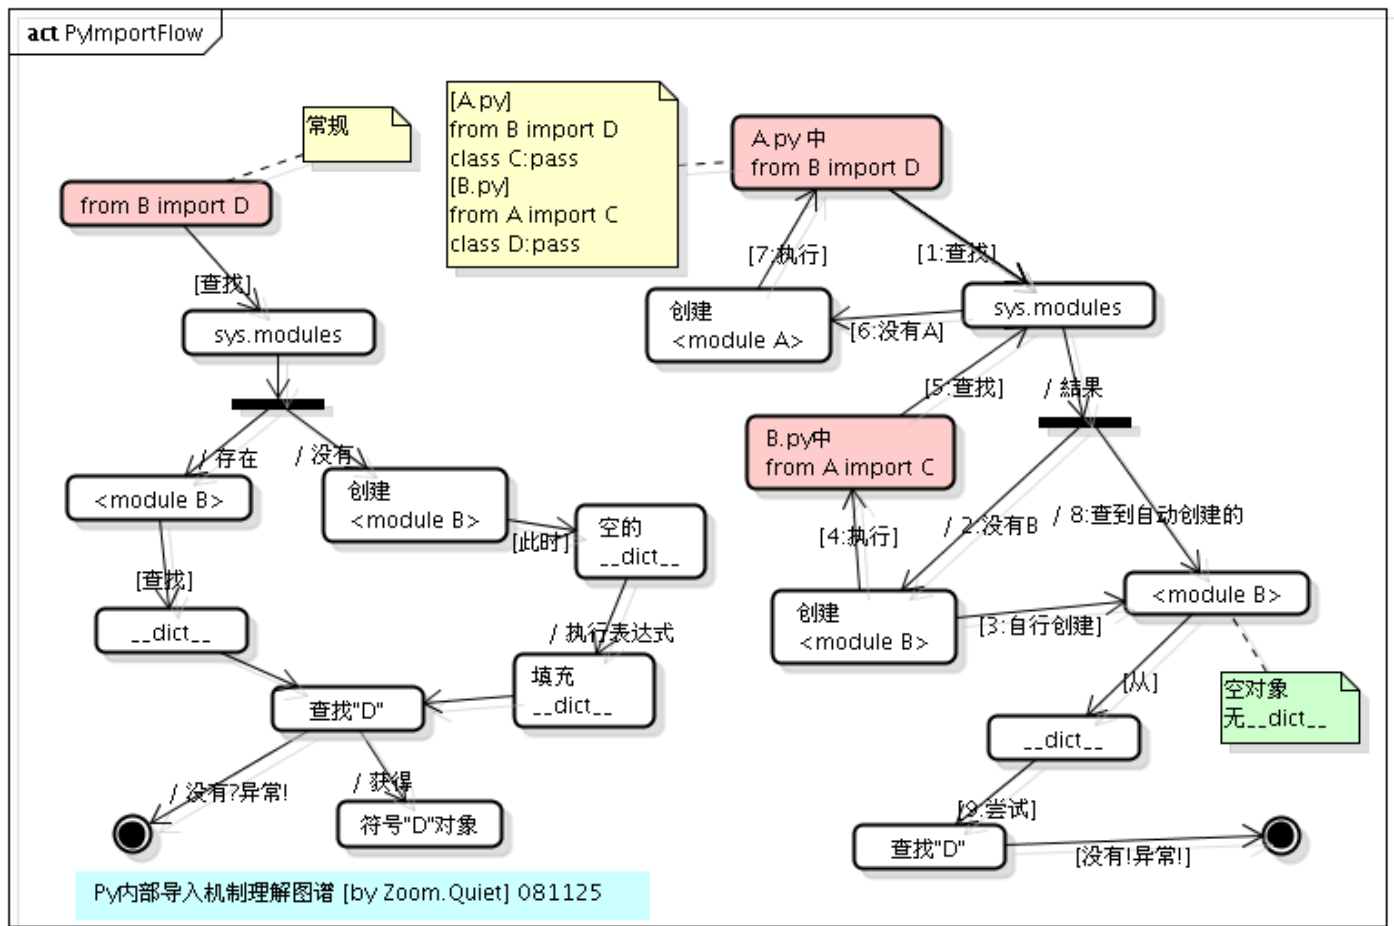 act PyImportFlow
常规
from B import D
[查找]
sys.modules
/ 存在
/ 没有
<module B>
创建
<module B>
[此时]
空的
__dict__
[查找]
__dict__
/ 执行表达式
填充
__dict__
查找"D"
/ 没有?异常!
/ 获得
符号"D"对象
[A.py]
from B import D
class C:pass
[B.py]
from A import C
class D:pass
A.py 中
from B import D
[7:执行]
[1:查找]
创建
<module A>
sys.modules
[6:没有A]
[5:查找]
/ 結果
B.py中
from A import C
[4:执行]
/ 2:没有B
/ 8:查到自动创建的
创建
<module B>
[3:自行创建]
<module B>
[从]
空对象
无__dict__
__dict__
[9:尝试]
查找"D"
[没有!异常!]
Py内部导入机制理解图谱 [by Zoom.Quiet] 081125